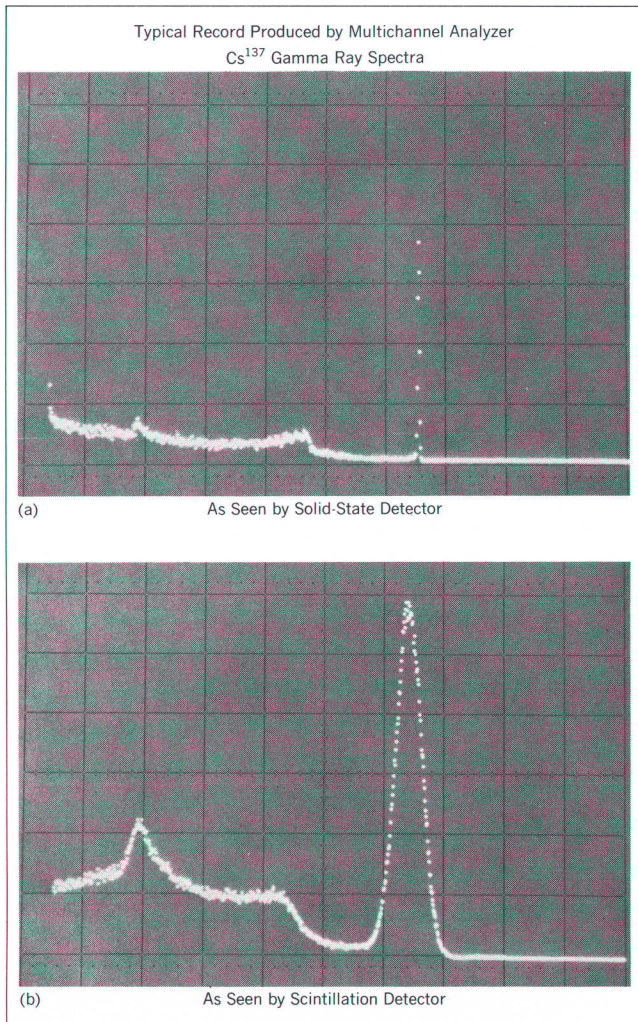 Typical Record Produced by Multichannel Analyzer
Cs¹³⁷ Gamma Ray Spectra
(a) As Seen by Solid-State Detector
(b) As Seen by Scintillation Detector